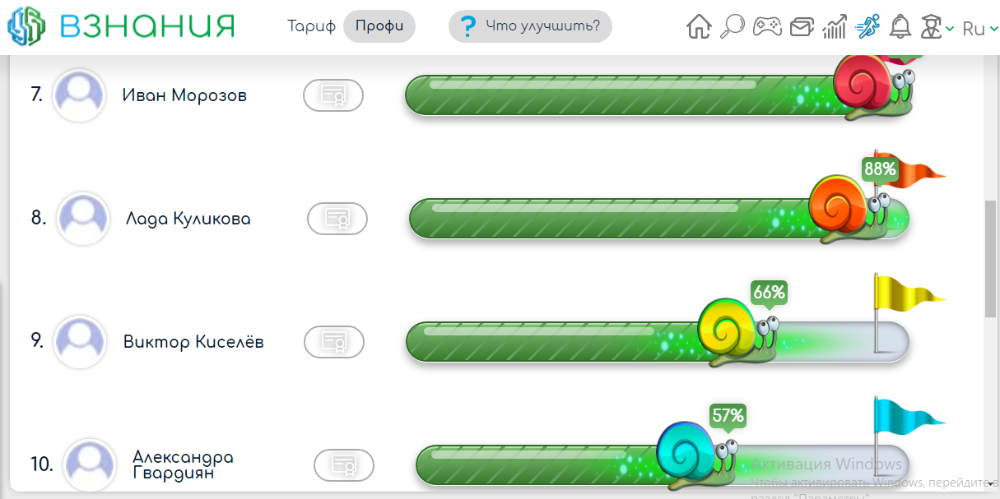 ВЗНАНИЯ
Тариф Профи ? Что улучшить? Ru
7. Иван Морозов
8. Лада Куликова 88%
9. Виктор Киселёв 66%
10. Александра
Гвардиян 57%
Активация Windows
Чтобы активировать Windows, перейдите в
раздел "Параметры".